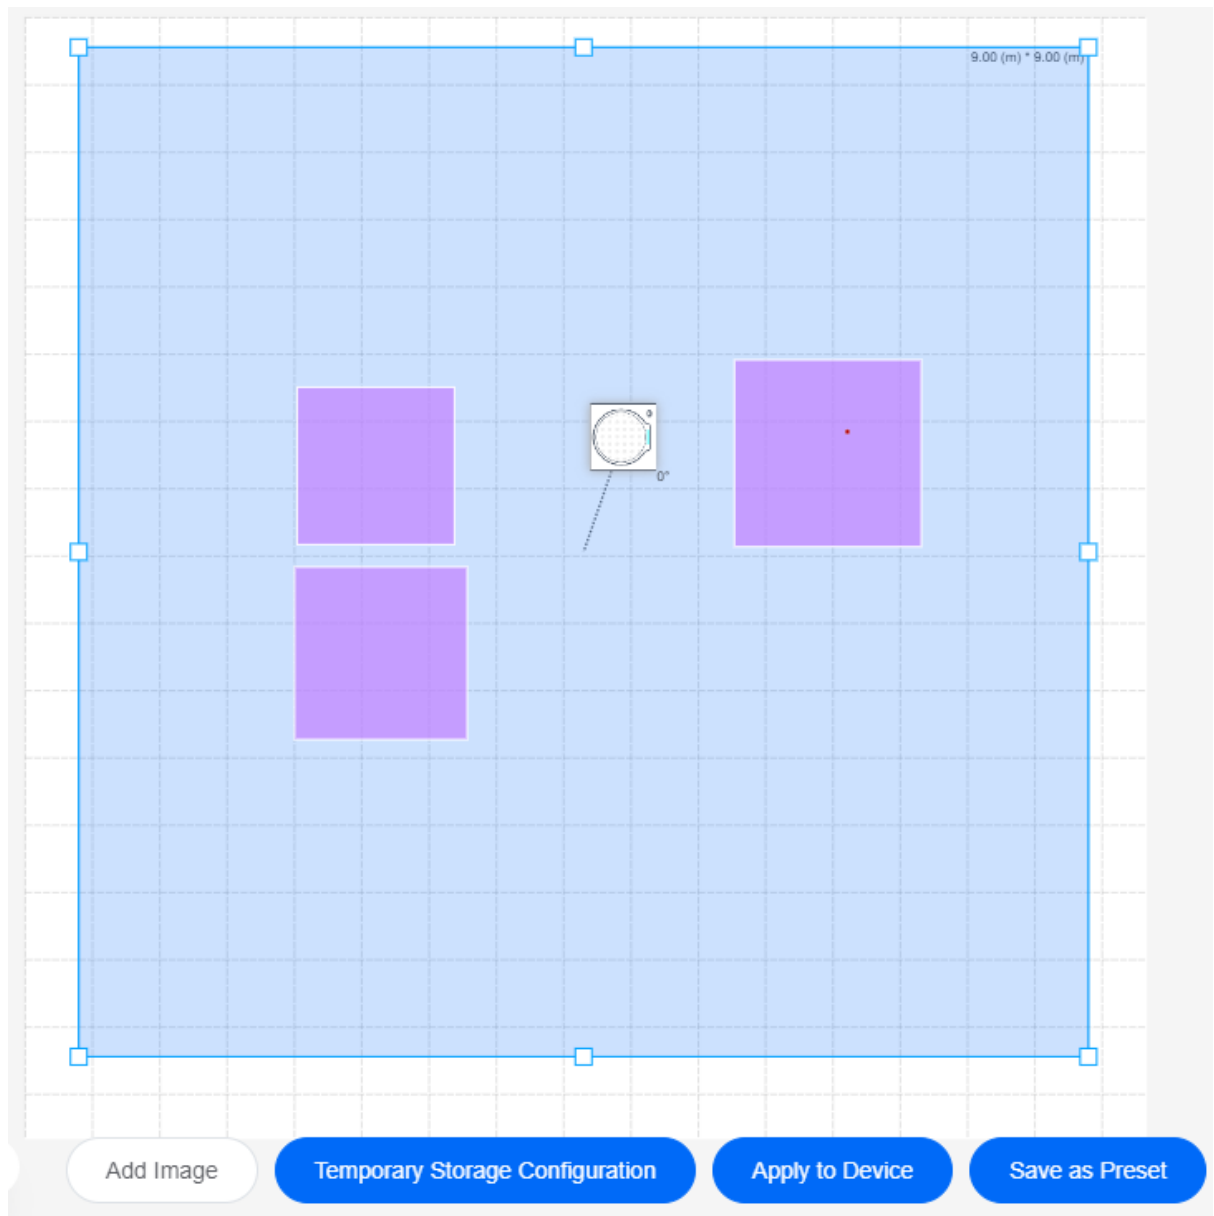 9.00 (m) * 9.00 (m)
0°
Add Image
Temporary Storage Configuration
Apply to Device
Save as Preset